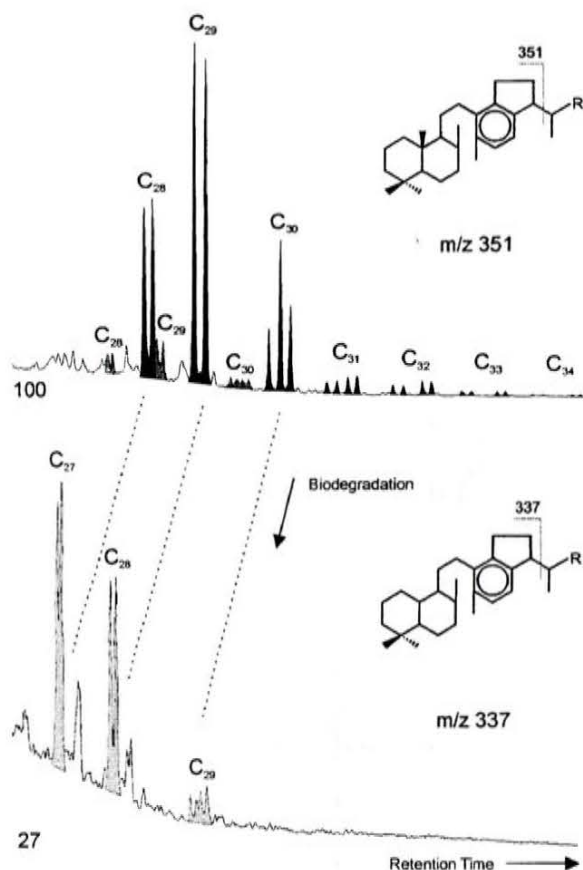 C₂₉
351
R
C₂₈
m/z 351
C₃₀
C₂₈
C₂₉
C₃₀
C₃₁
C₃₂
C₃₃
C₃₄
100
C₂₇
Biodegradation
337
C₂₈
R
m/z 337
C₂₉
27
Retention Time